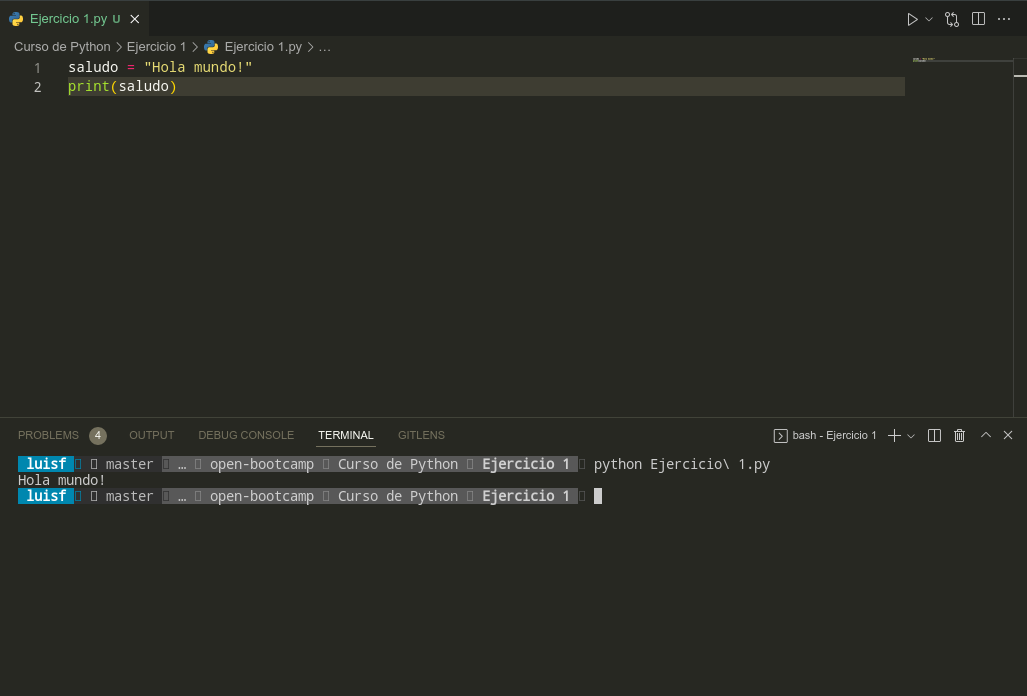 Ejercicio 1.py U
Curso de Python > Ejercicio 1 > Ejercicio 1.py > ...
1 saludo = "Hola mundo!"
2 print(saludo)
PROBLEMS 4 OUTPUT DEBUG CONSOLE TERMINAL GITLENS bash - Ejercicio 1
luisf master … open-bootcamp Curso de Python Ejercicio 1 python Ejercicio\ 1.py
Hola mundo!
luisf master … open-bootcamp Curso de Python Ejercicio 1